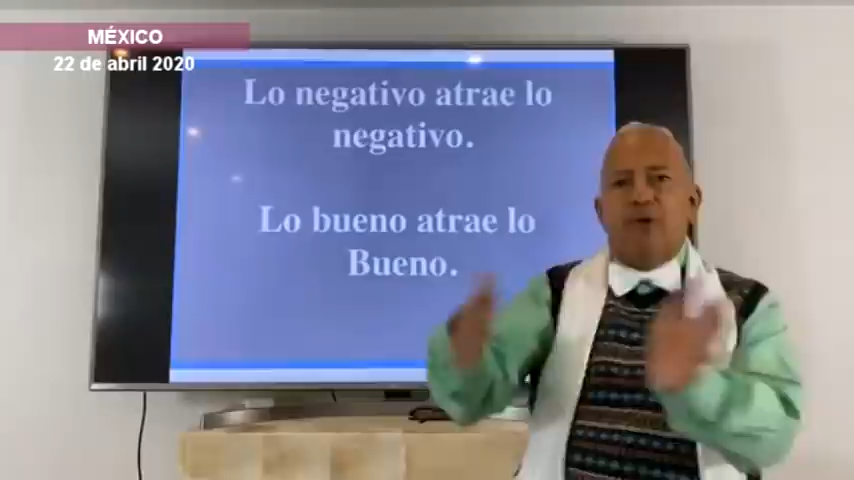 MÉXICO
22 de abril 2020
Lo negativo atrae lo
negativo.
Lo bueno atrae lo
Bueno.